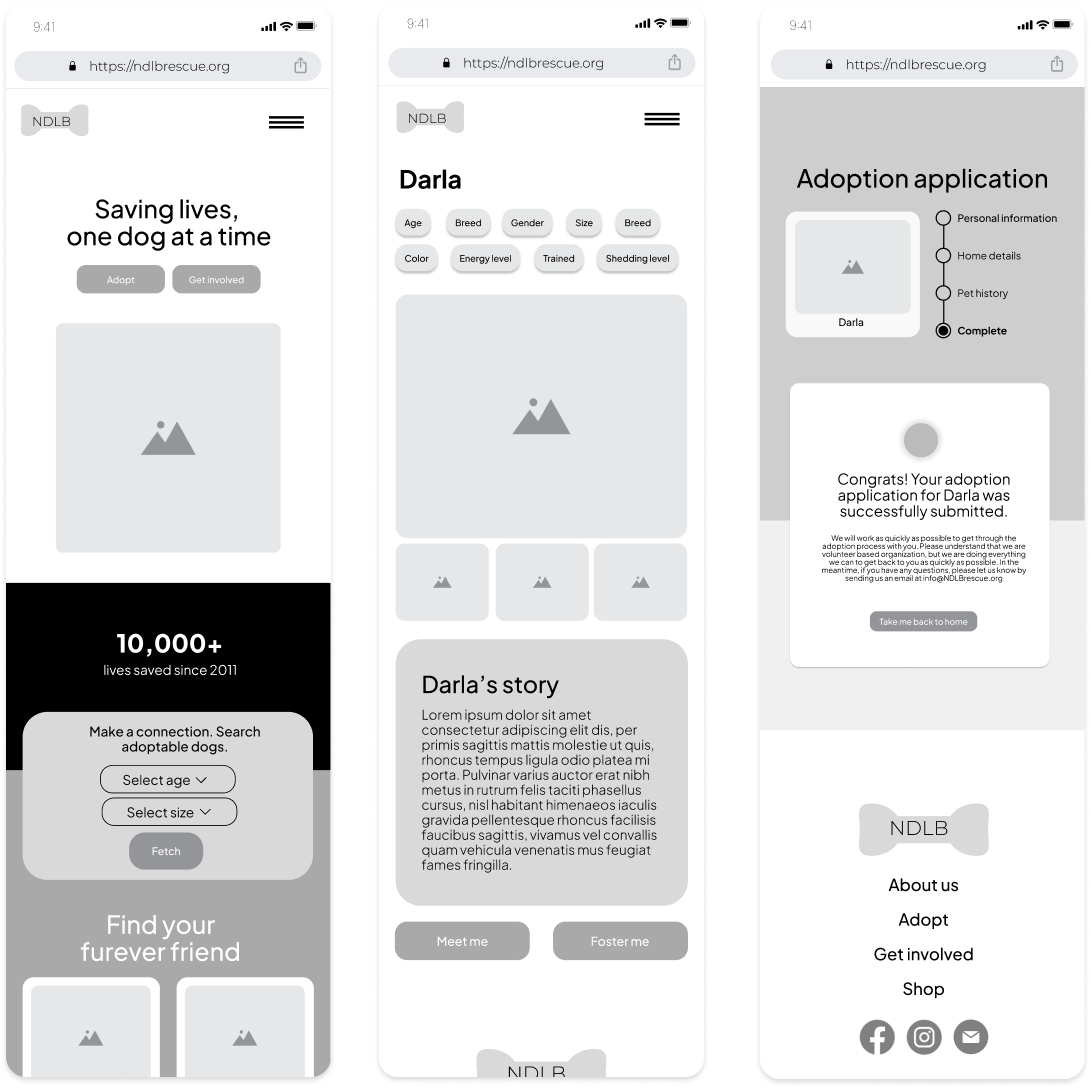 9:41
https://ndlbrescue.org
NDLB
Saving lives,
one dog at a time
Adopt
Get involved
10,000+
lives saved since 2011
Make a connection. Search
adoptable dogs.
Select age
Select size
Fetch
Find your
furever friend
9:41
https://ndlbrescue.org
NDLB
Darla
Age
Breed
Gender
Size
Breed
Color
Energy level
Trained
Shedding level
Darla's story
Lorem ipsum dolor sit amet
consectetur adipiscing elit dis, per
primis sagittis mattis molestie ut quis,
rhoncus tempus ligula odio platea mi
porta. Pulvinar varius auctor erat nibh
metus in rutrum felis taciti phasellus
cursus, nisl habitant himenaeos iaculis
gravida pellentesque rhoncus facilisis
faucibus sagittis, vivamus vel convallis
quam vehicula venenatis mus feugiat
fames fringilla.
Meet me
Foster me
NDLB
9:41
https://ndlbrescue.org
Adoption application
Darla
Personal information
Home details
Pet history
Complete
Congrats! Your adoption
application for Darla was
successfully submitted.
We will work as quickly as possible to get through the
adoption process with you. Please understand that we are
volunteer based organization, but we are doing everything
we can to get back to you as quickly as possible. In the
meantime, if you have any questions, please let us know by
sending us an email at info@NDLBrescue.org
Take me back to home
NDLB
About us
Adopt
Get involved
Shop